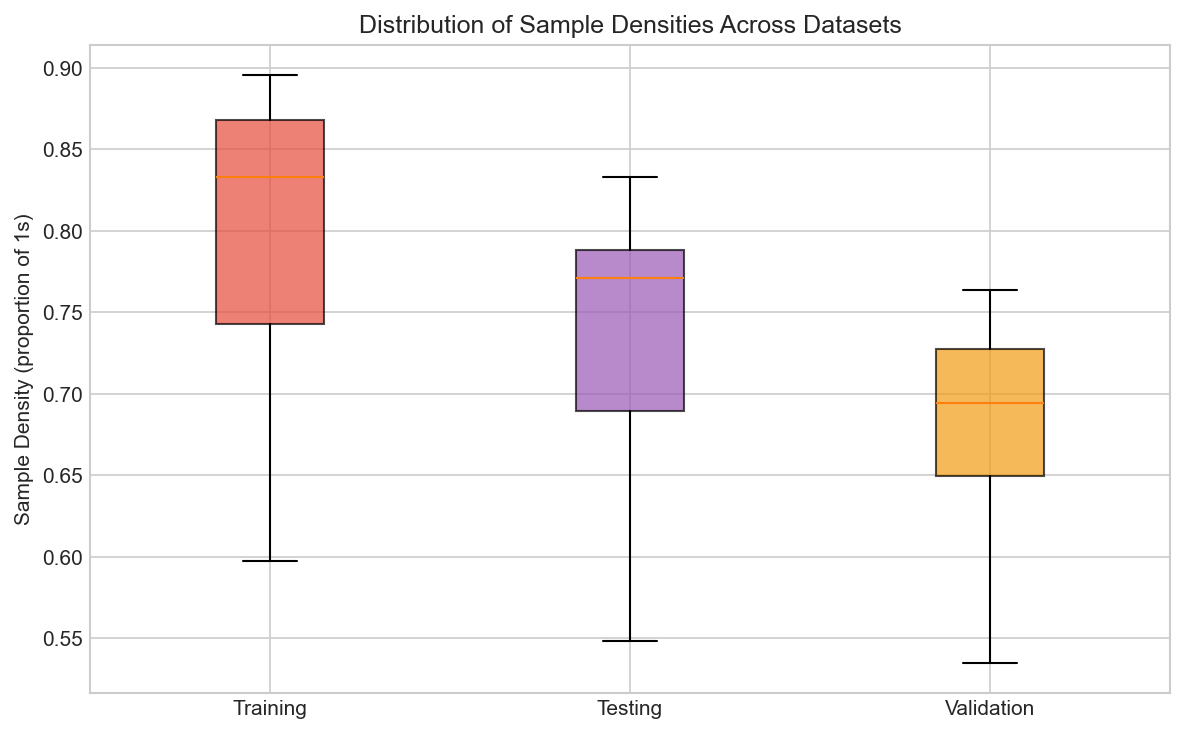 Distribution of Sample Densities Across Datasets
Sample Density (proportion of 1s)
0.90
0.85
0.80
0.75
0.70
0.65
0.60
0.55
Training
Testing
Validation